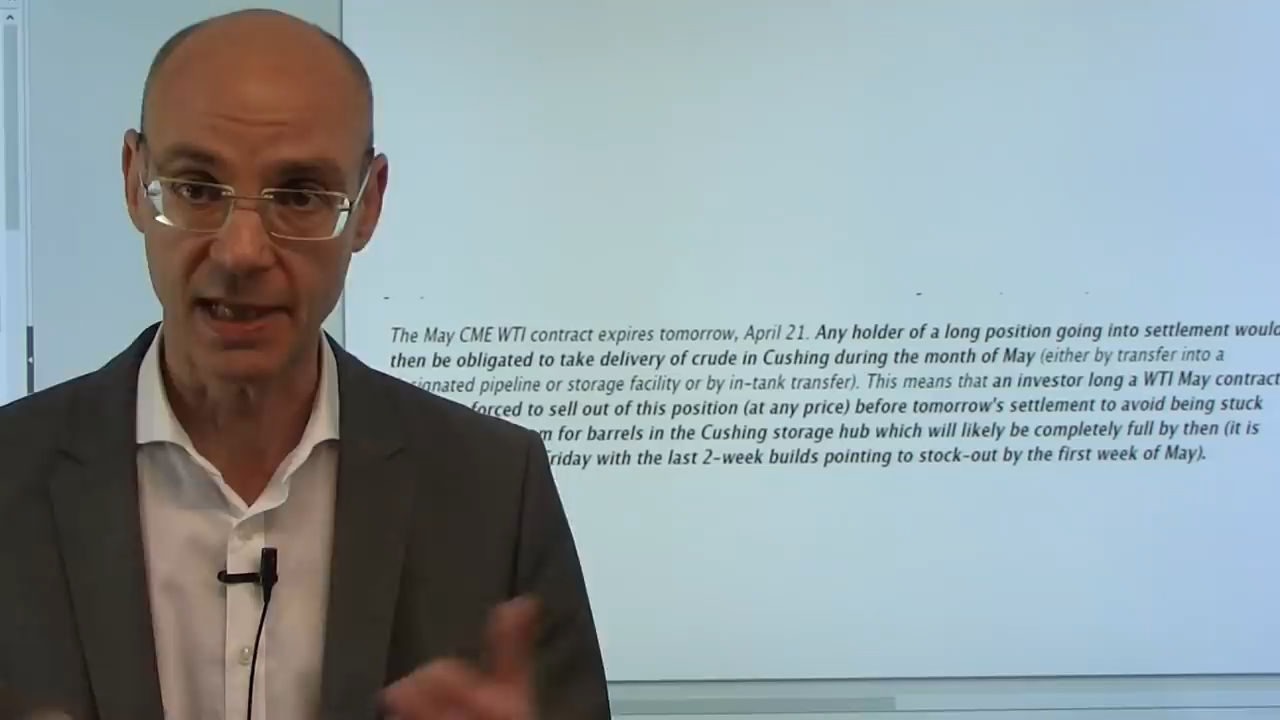 The May CME WTI contract expires tomorrow, April 21. Any holder of a long position going into settlement would
then be obligated to take delivery of crude in Cushing during the month of May (either by transfer into a
signated pipeline or storage facility or by in-tank transfer). This means that an investor long a WTI May contract
forced to sell out of this position (at any price) before tomorrow's settlement to avoid being stuck
m for barrels in the Cushing storage hub which will likely be completely full by then (it is
Friday with the last 2-week builds pointing to stock-out by the first week of May).